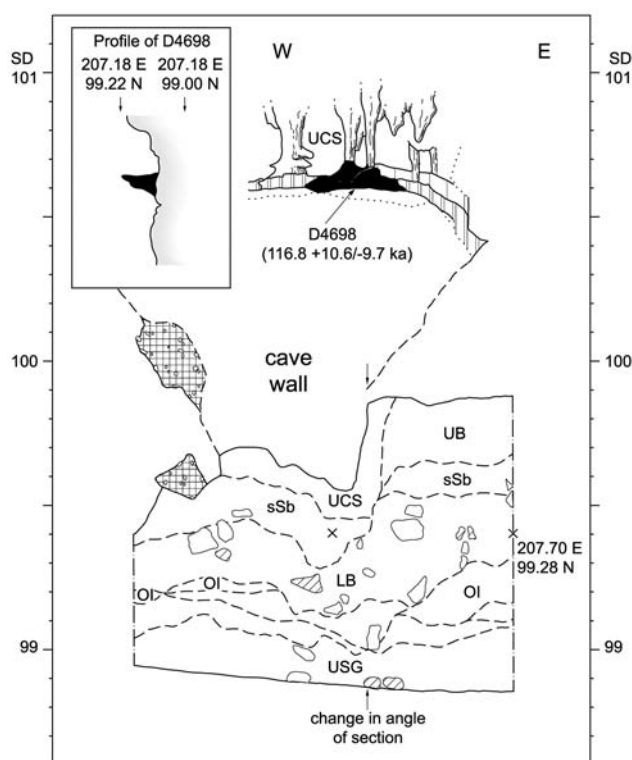 Profile of D4698
207.18 E 207.18 E
99.22 N 99.00 N
W
E
SD
101
SD
101
UCS
D4698
(116.8 +10.6/-9.7 ka)
100
100
cave
wall
UB
sSb
sSb
UCS
207.70 E
99.28 N
LB
OI
OI
OI
99
99
USG
change in angle
of section